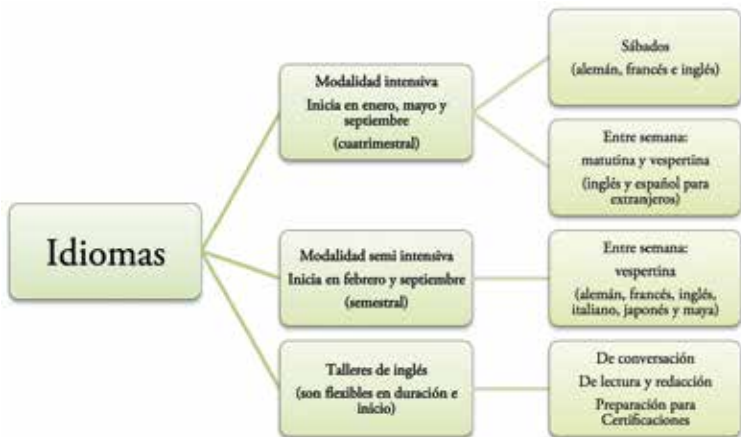 Idiomas
Modalidad intensiva
Inicia en enero, mayo y
septiembre
(cuatrimestral)
Sábados
(alemán, francés e inglés)
Entre semana:
matutina y vespertina
(inglés y español para
extranjeros)
Modalidad semi intensiva
Inicia en febrero y septiembre
(semestral)
Entre semana:
vespertina
(alemán, francés, inglés,
italiano, japonés y maya)
Talleres de inglés
(son flexibles en duración e
inicio)
De conversación
De lectura y redacción
Preparación para
Certificaciones